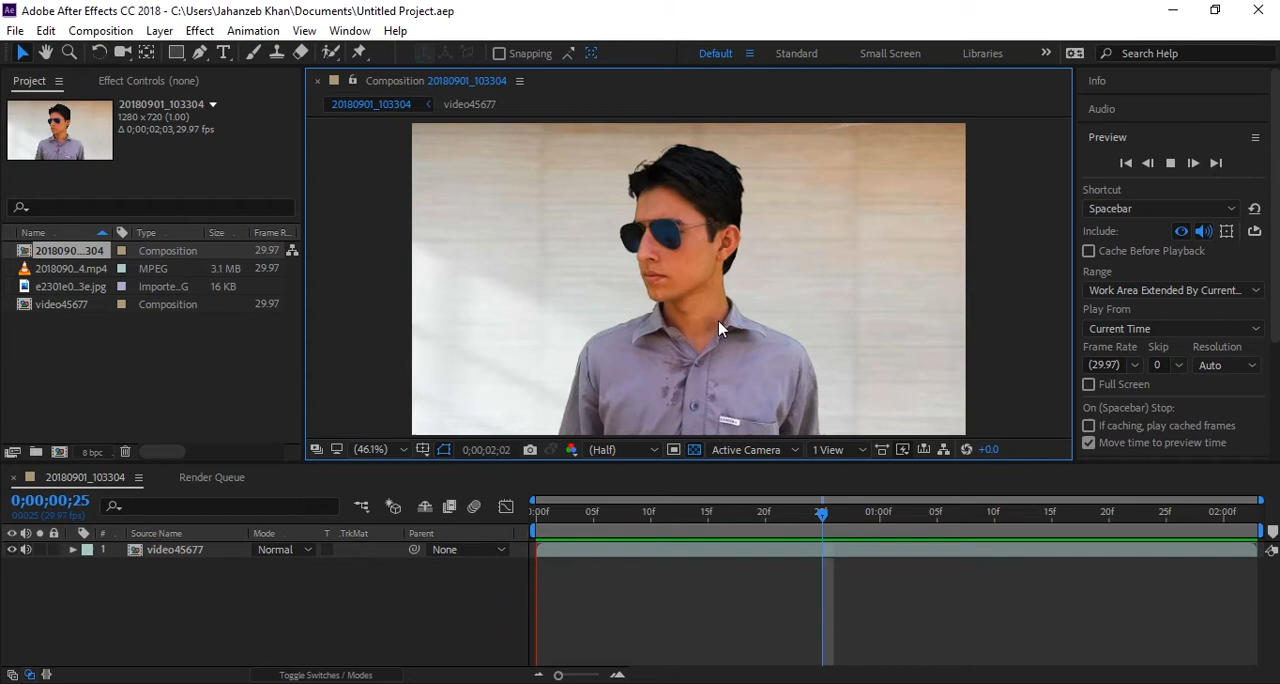 Adobe After Effects CC 2018 - C:\Users\Jahanzeb Khan\Documents\Untitled Project.aep
File Edit Composition Layer Effect Animation View Window Help
Snapping Default Standard Small Screen Libraries Search Help
Project Effect Controls (none)
Composition 20180901_103304
Info
20180901_103304
1280 x 720 (1.00)
Δ 0;00;02;03, 29.97 fps
20180901_103304 video45677
Audio
Preview
Shortcut
Spacebar
Include:
Cache Before Playback
Range
Work Area Extended By Current...
Play From
Current Time
Frame Rate Skip Resolution
(29.97) 0 Auto
Full Screen
On (Spacebar) Stop:
If caching, play cached frames
Move time to preview time
Name Type Size Frame R...
2018090...304 Composition 29.97
2018090...4.mp4 MPEG 3.1 MB 29.97
e2301e0...3e.jpg Importe...G 16 KB
video45677 Composition 29.97
8 bpc
(46.1%) 0;00;02;02 (Half) Active Camera 1 View +0.0
20180901_103304 Render Queue
0;00;00;25
00025 (29.97 fps)
# Source Name Mode T .TrkMat Parent
1 video45677 Normal None
:00f 05f 10f 15f 20f 25f 01:00f 05f 10f 15f 20f 25f 02:00f
Toggle Switches / Modes